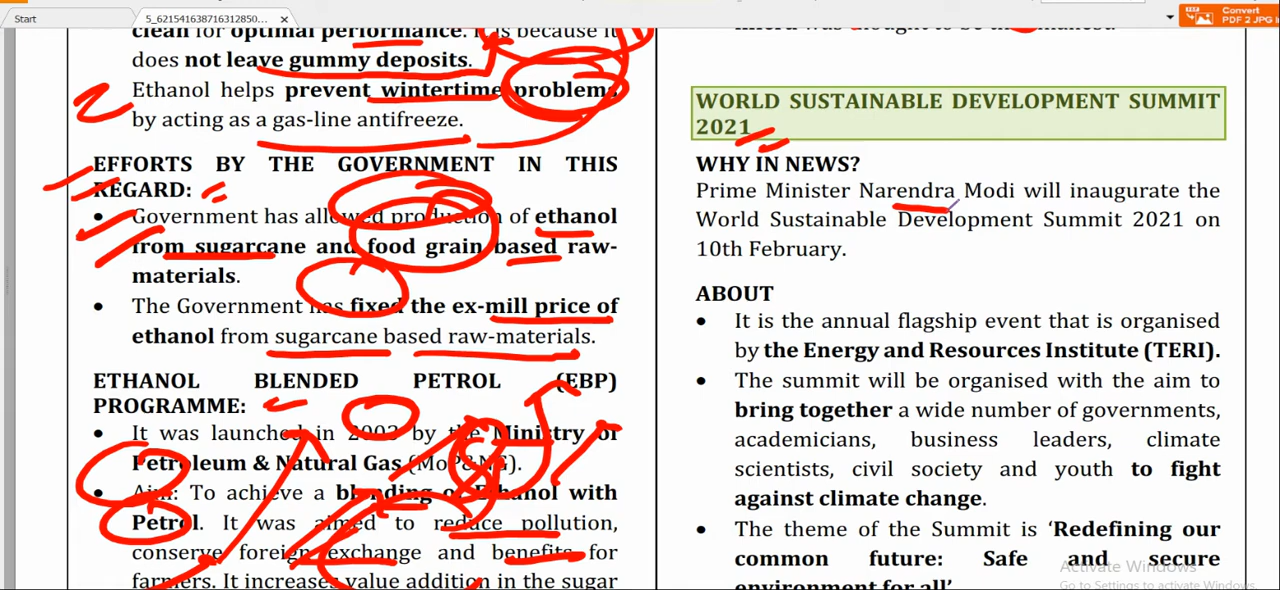 Start
5_621541638716312850...
Convert
PDF 2 JPG
clean for optimal performance. It is because it
does not leave gummy deposits.
Ethanol helps prevent wintertime problems
by acting as a gas-line antifreeze.
EFFORTS BY THE GOVERNMENT IN THIS
REGARD:
• Government has allowed production of ethanol
from sugarcane and food grain based raw-
materials.
• The Government has fixed the ex-mill price of
ethanol from sugarcane based raw-materials.
ETHANOL BLENDED PETROL (EBP)
PROGRAMME:
• It was launched in 2003 by the Ministry of
Petroleum & Natural Gas (MoP&NG).
• Aim: To achieve a blending of Ethanol with
Petrol. It was aimed to reduce pollution,
conserve foreign exchange and benefits for
farmers. It increases value addition in the sugar
WORLD SUSTAINABLE DEVELOPMENT SUMMIT
2021
WHY IN NEWS?
Prime Minister Narendra Modi will inaugurate the
World Sustainable Development Summit 2021 on
10th February.
ABOUT
• It is the annual flagship event that is organised
by the Energy and Resources Institute (TERI).
• The summit will be organised with the aim to
bring together a wide number of governments,
academicians, business leaders, climate
scientists, civil society and youth to fight
against climate change.
• The theme of the Summit is ‘Redefining our
common future: Safe and secure
environment for all’
Activate Windows
Go to Settings to activate Windows.